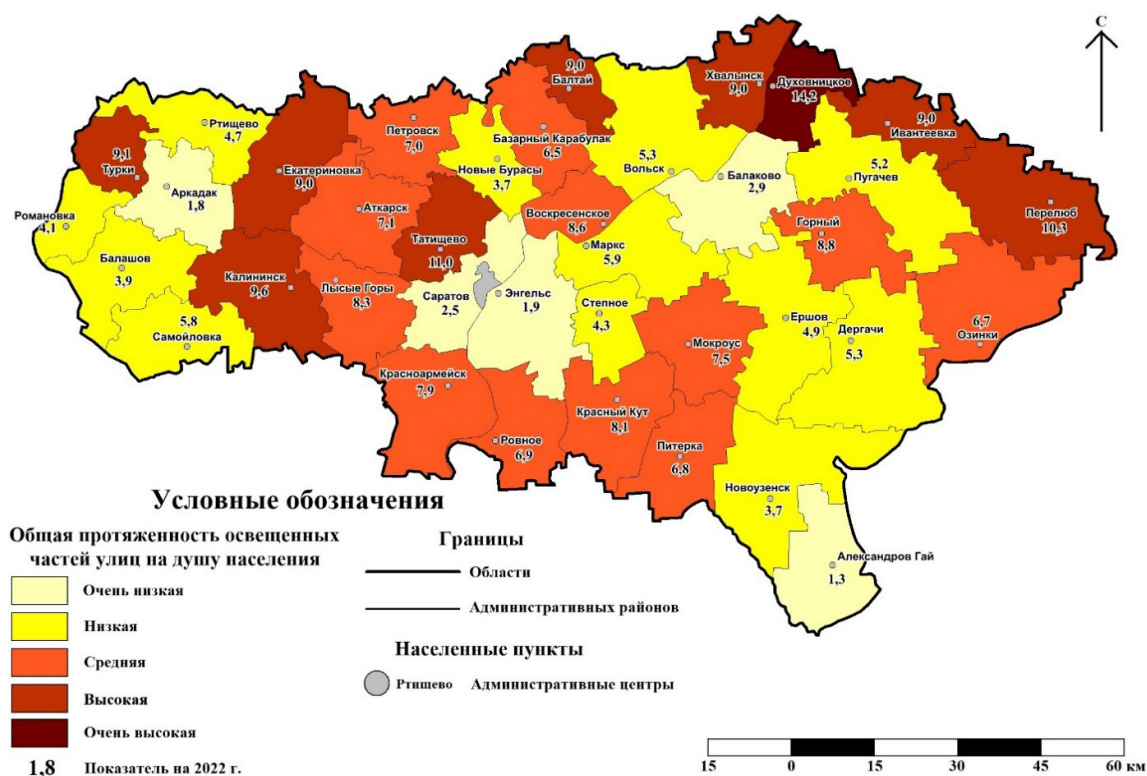 С
9,0
Балтай
Хвалынск
9,0
Духовницкое
14,2
Ртищево
4,7
Петровск
7,0
Базарный Карабулак
6,5
9,0
Ивантеевка
9,1
Турки
Аркадак
1,8
Екатериновка
9,0
Новые Бурасы
3,7
5,3
Вольск
Балаково
2,9
5,2
Пугачев
Романовка
4,1
Аткарск
7,1
Воскресенское
8,6
Перелюб
10,3
Татищево
11,0
Маркс
5,9
Горный
8,8
Балашов
3,9
Калининск
9,6
Лысые Горы
8,3
Саратов
2,5
Энгельс
1,9
Степное
4,3
Ершов
4,9
Дергачи
5,3
6,7
Озинки
5,8
Самойловка
Мокроус
7,5
Красноармейск
7,9
Красный Кут
8,1
Ровное
6,9
Питерка
6,8
Новоузенск
3,7
Александров Гай
1,3
Условные обозначения
Общая протяженность освещенных
частей улиц на душу населения
Очень низкая
Низкая
Средняя
Высокая
Очень высокая
1,8 Показатель на 2022 г.
Границы
Области
Административных районов
Населенные пункты
Ртищево Административные центры
15 0 15 30 45 60 км